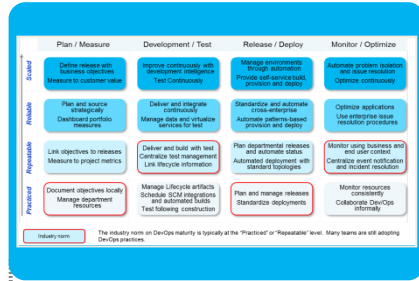 Plan / Measure
Development / Test
Release / Deploy
Monitor / Optimize
Scaled
Define release with
business objectives
Measure to customer value
Improve continuously with
development intelligence
Test Continuously
Manage environments
through automation
Provide self-service build,
provision and deploy
Automate problem isolation
and issue resolution
Optimize continuously
Reliable
Plan and source
strategically
Dashboard portfolio
measures
Deliver and integrate
continuously
Manage data and virtualize
services for test
Standardize and automate
cross-enterprise
Automate patterns-based
provision and deploy
Optimize applications
Use enterprise issue
resolution procedures
Repeatable
Link objectives to releases
Measure to project metrics
Deliver and build with test
Centralize test management
Link lifecycle information
Plan departmental releases
and automate status
Automated deployment with
standard topologies
Monitor using business and
end user context
Centralize event notification
and incident resolution
Practiced
Document objectives locally
Manage department
resources
Manage Lifecycle artifacts
Schedule SCM integrations
and automated builds
Test following construction
Plan and manage releases
Standardize deployments
Monitor resources
consistently
Collaborate Dev/Ops
informally
Industry norm
The industry norm on DevOps maturity is typically at the "Practiced" or "Repeatable" level. Many teams are still adopting
DevOps practices.